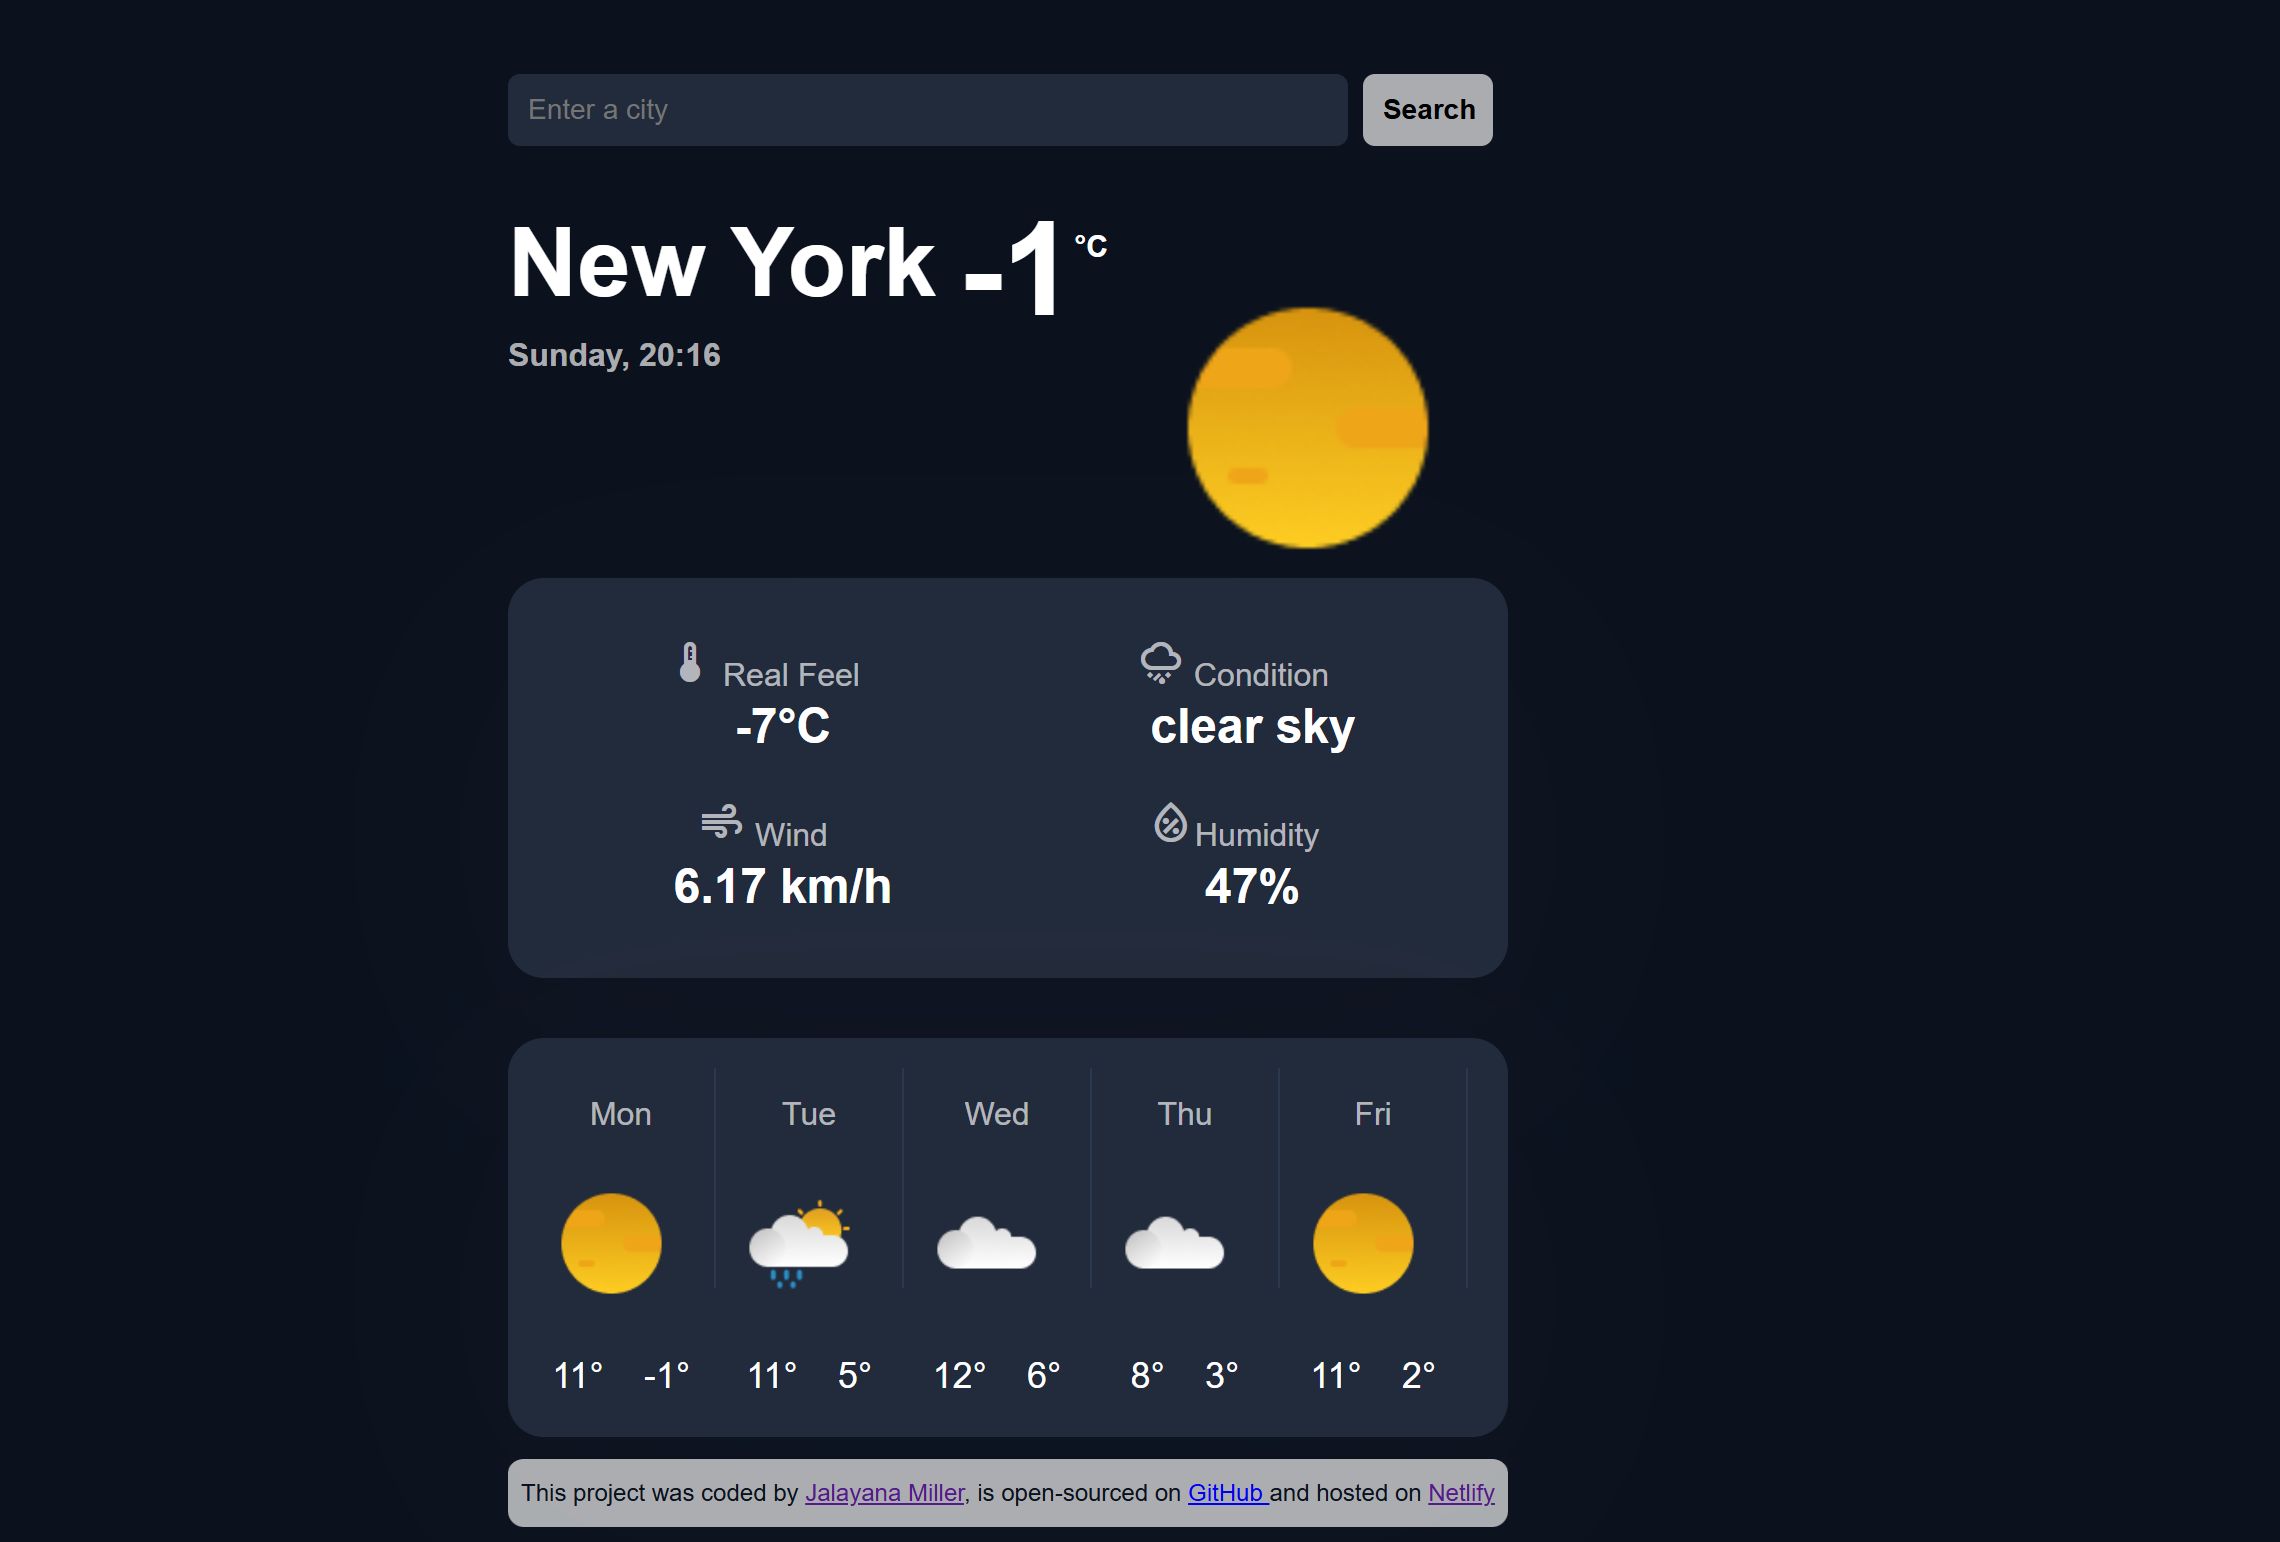 Enter a city
Search
New York -1 °C
Sunday, 20:16
Real Feel
-7°C
Condition
clear sky
Wind
6.17 km/h
Humidity
47%
Mon Tue Wed Thu Fri
11° -1° 11° 5° 12° 6° 8° 3° 11° 2°
This project was coded by Jalayana Miller, is open-sourced on GitHub and hosted on Netlify